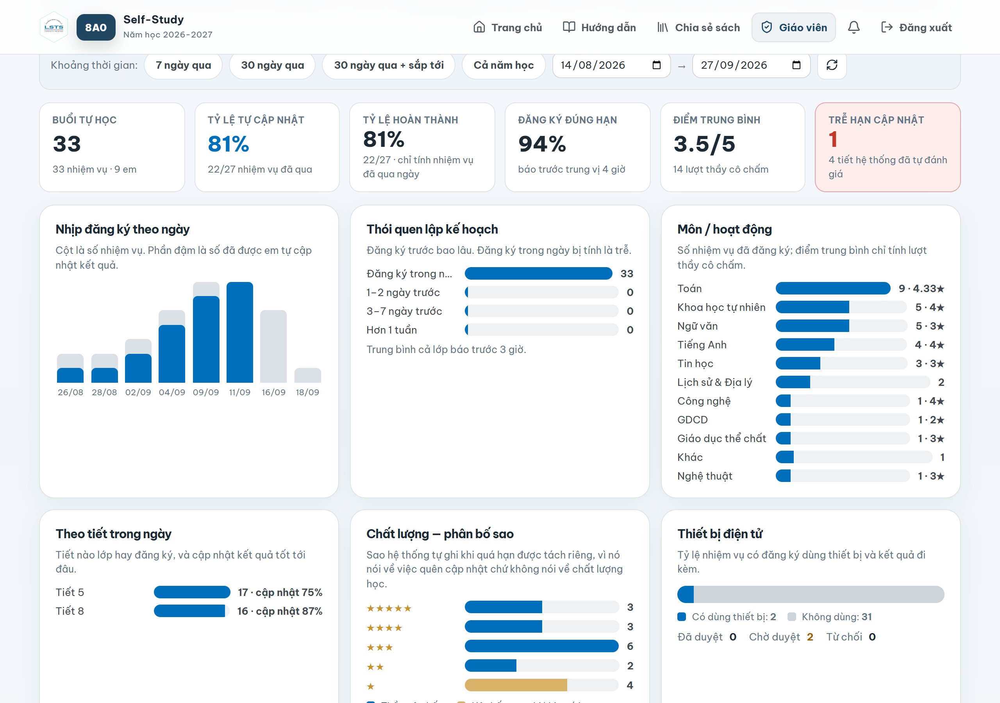 LSTS
8A0
Self-Study
Năm học 2026-2027
Trang chủ
Hướng dẫn
Chia sẻ sách
Giáo viên
Đăng xuất
Khoảng thời gian:
7 ngày qua
30 ngày qua
30 ngày qua + sắp tới
Cả năm học
14/08/2026
→
27/09/2026
BUỔI TỰ HỌC
33
33 nhiệm vụ · 9 em
TỶ LỆ TỰ CẬP NHẬT
81%
22/27 nhiệm vụ đã qua
TỶ LỆ HOÀN THÀNH
81%
22/27 · chỉ tính nhiệm vụ
đã qua ngày
ĐĂNG KÝ ĐÚNG HẠN
94%
báo trước trung vị 4 giờ
ĐIỂM TRUNG BÌNH
3.5/5
14 lượt thầy cô chấm
TRỄ HẠN CẬP NHẬT
1
4 tiết hệ thống đã tự đánh
giá
Nhịp đăng ký theo ngày
Cột là số nhiệm vụ. Phần đậm là số đã được em tự cập
nhật kết quả.
26/08 28/08 02/09 04/09 09/09 11/09 16/09 18/09
Thói quen lập kế hoạch
Đăng ký trước bao lâu. Đăng ký trong ngày bị tính là trễ.
Đăng ký trong n... 33
1–2 ngày trước 0
3–7 ngày trước 0
Hơn 1 tuần 0
Trung bình cả lớp báo trước 3 giờ.
Môn / hoạt động
Số nhiệm vụ đã đăng ký; điểm trung bình chỉ tính lượt
thầy cô chấm.
Toán 9 · 4.33★
Khoa học tự nhiên 5 · 4★
Ngữ văn 5 · 3★
Tiếng Anh 4 · 4★
Tin học 3 · 3★
Lịch sử & Địa lý 2
Công nghệ 1 · 4★
GDCD 1 · 2★
Giáo dục thể chất 1 · 3★
Khác 1
Nghệ thuật 1 · 3★
Theo tiết trong ngày
Tiết nào lớp hay đăng ký, và cập nhật kết quả tốt tới
đâu.
Tiết 5 17 · cập nhật 75%
Tiết 8 16 · cập nhật 87%
Chất lượng — phân bố sao
Sao hệ thống tự ghi khi quá hạn được tách riêng, vì nó
nói về việc quên cập nhật chứ không nói về chất lượng
học.
★★★★★ 3
★★★★ 3
★★★ 6
★★ 2
★ 4
Thiết bị điện tử
Tỷ lệ nhiệm vụ có đăng ký dùng thiết bị và kết quả đi
kèm.
Có dùng thiết bị: 2 Không dùng: 31
Đã duyệt 0 Chờ duyệt 2 Từ chối 0